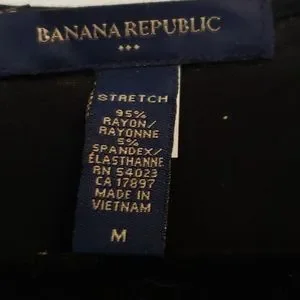 BANANA REPUBLIC
STRETCH
95%
RAYON/
RAYONNE
5%
SPANDEX/
ÉLASTHANNE
RN 54023
CA 17897
MADE IN
VIETNAM
M